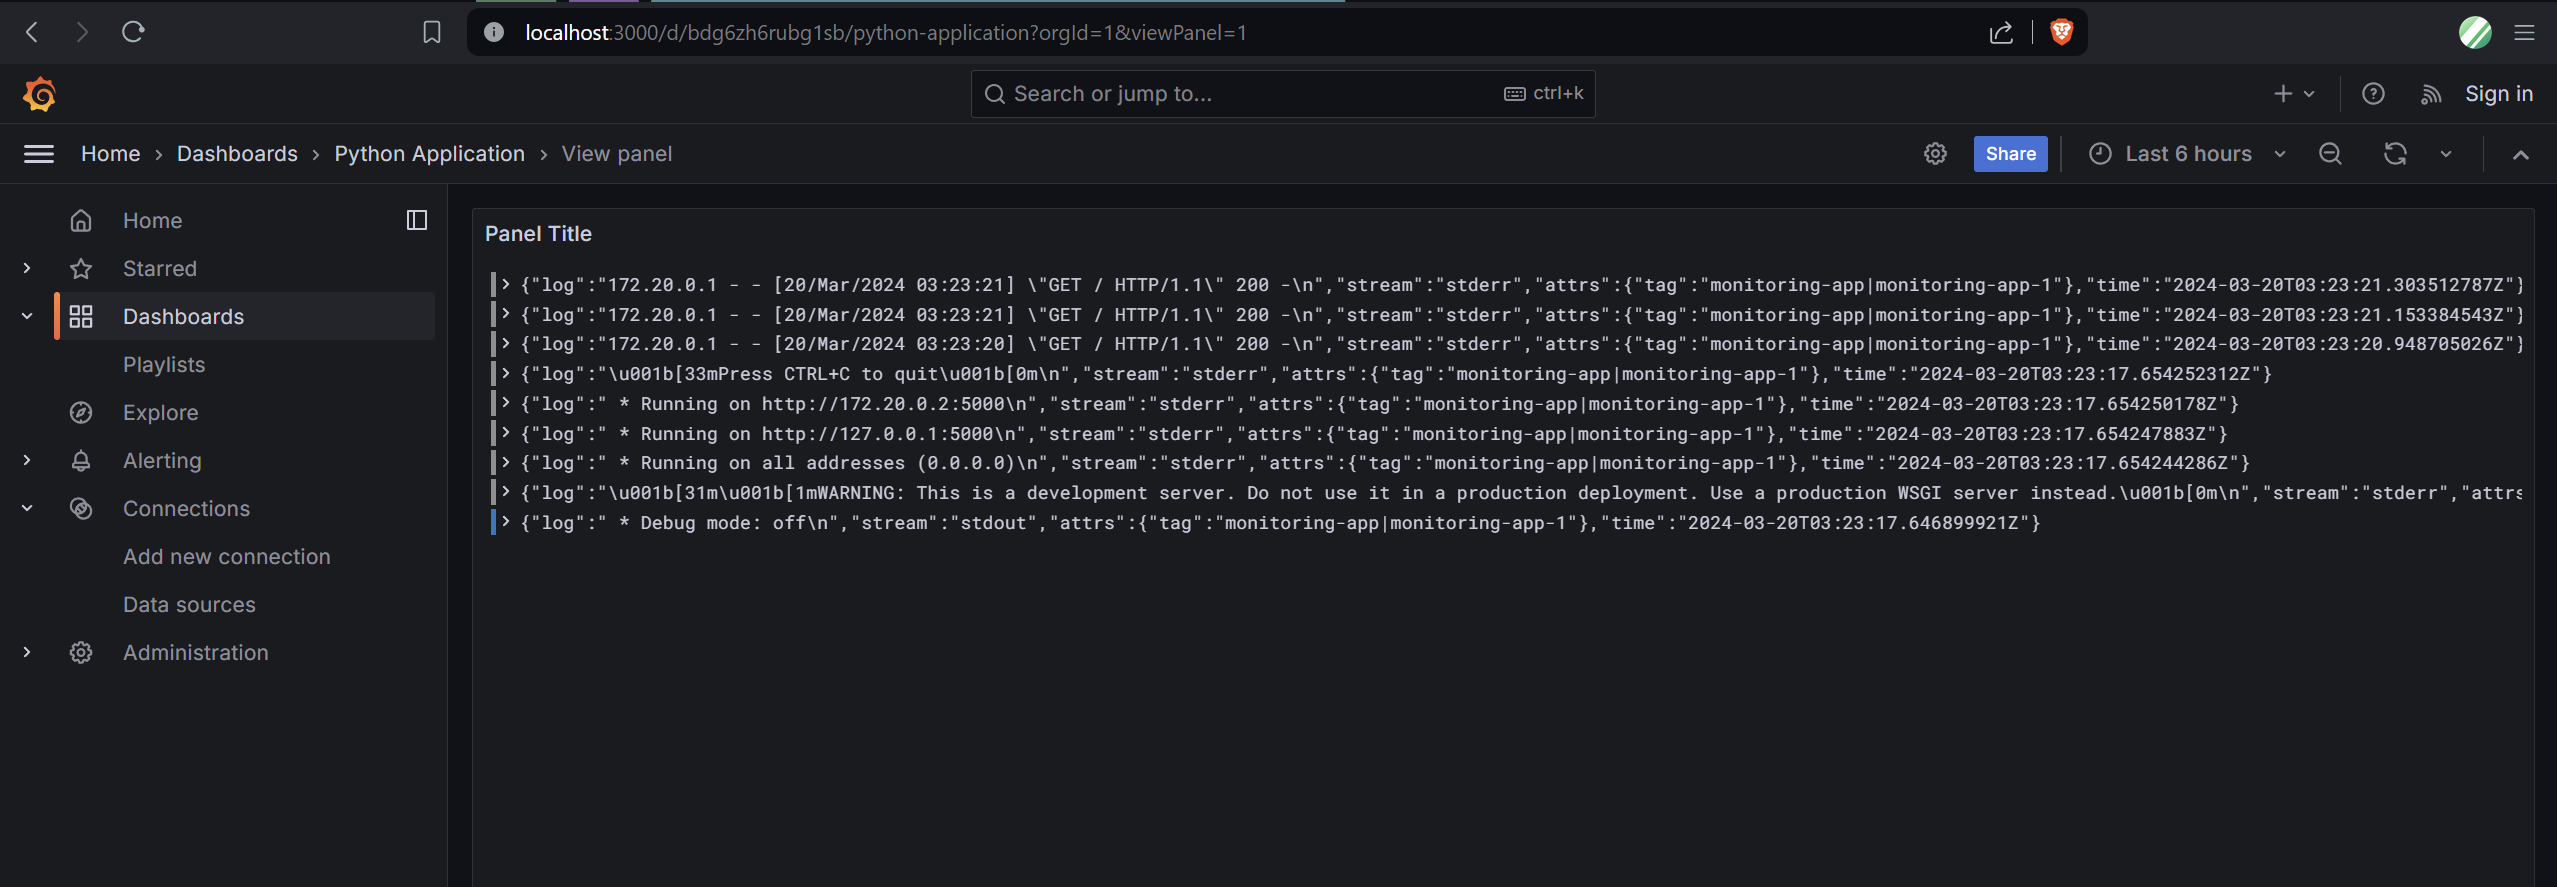 localhost:3000/d/bdg6zh6rubg1sb/python-application?orgId=1&viewPanel=1
Search or jump to... ctrl+k
Sign in
Home › Dashboards › Python Application › View panel
Share
Last 6 hours
Home
Starred
Dashboards
Playlists
Explore
Alerting
Connections
Add new connection
Data sources
Administration
Panel Title
{"log":"172.20.0.1 - - [20/Mar/2024 03:23:21] \"GET / HTTP/1.1\" 200 -\n","stream":"stderr","attrs":{"tag":"monitoring-app|monitoring-app-1"},"time":"2024-03-20T03:23:21.303512787Z"}
{"log":"172.20.0.1 - - [20/Mar/2024 03:23:21] \"GET / HTTP/1.1\" 200 -\n","stream":"stderr","attrs":{"tag":"monitoring-app|monitoring-app-1"},"time":"2024-03-20T03:23:21.153384543Z"}
{"log":"172.20.0.1 - - [20/Mar/2024 03:23:20] \"GET / HTTP/1.1\" 200 -\n","stream":"stderr","attrs":{"tag":"monitoring-app|monitoring-app-1"},"time":"2024-03-20T03:23:20.948705026Z"}
{"log":"\u001b[33mPress CTRL+C to quit\u001b[0m\n","stream":"stderr","attrs":{"tag":"monitoring-app|monitoring-app-1"},"time":"2024-03-20T03:23:17.654252312Z"}
{"log":" * Running on http://172.20.0.2:5000\n","stream":"stderr","attrs":{"tag":"monitoring-app|monitoring-app-1"},"time":"2024-03-20T03:23:17.654250178Z"}
{"log":" * Running on http://127.0.0.1:5000\n","stream":"stderr","attrs":{"tag":"monitoring-app|monitoring-app-1"},"time":"2024-03-20T03:23:17.654247883Z"}
{"log":" * Running on all addresses (0.0.0.0)\n","stream":"stderr","attrs":{"tag":"monitoring-app|monitoring-app-1"},"time":"2024-03-20T03:23:17.654244286Z"}
{"log":"\u001b[31m\u001b[1mWARNING: This is a development server. Do not use it in a production deployment. Use a production WSGI server instead.\u001b[0m\n","stream":"stderr","attrs
{"log":" * Debug mode: off\n","stream":"stdout","attrs":{"tag":"monitoring-app|monitoring-app-1"},"time":"2024-03-20T03:23:17.646899921Z"}